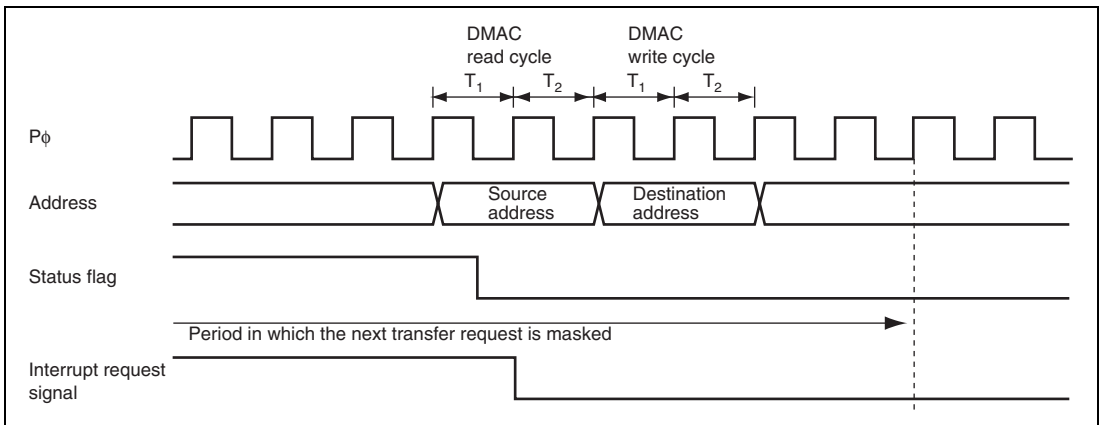 DMAC
read cycle
DMAC
write cycle
T1
T2
T1
T2
Pϕ
Address
Source
address
Destination
address
Status flag
Period in which the next transfer request is masked
Interrupt request
signal